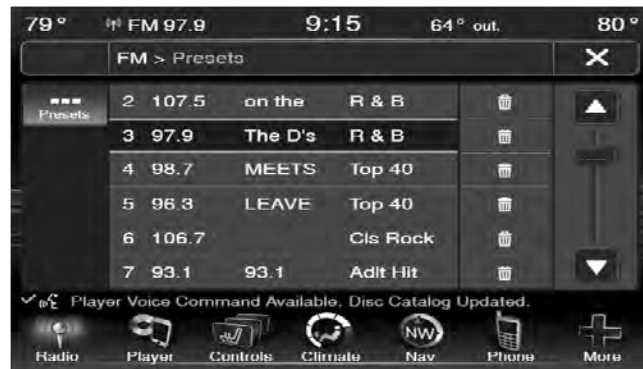 79° FM 97.9 9:15 64° out. 80°
FM > Presets
Presets
2 107.5 on the R & B
3 97.9 The D's R & B
4 98.7 MEETS Top 40
5 96.3 LEAVE Top 40
6 106.7 Cls Rock
7 93.1 93.1 Adlt Hit
Player Voice Command Available. Disc Catalog Updated.
NW
Radio Player Controls Climate Nav Phone More